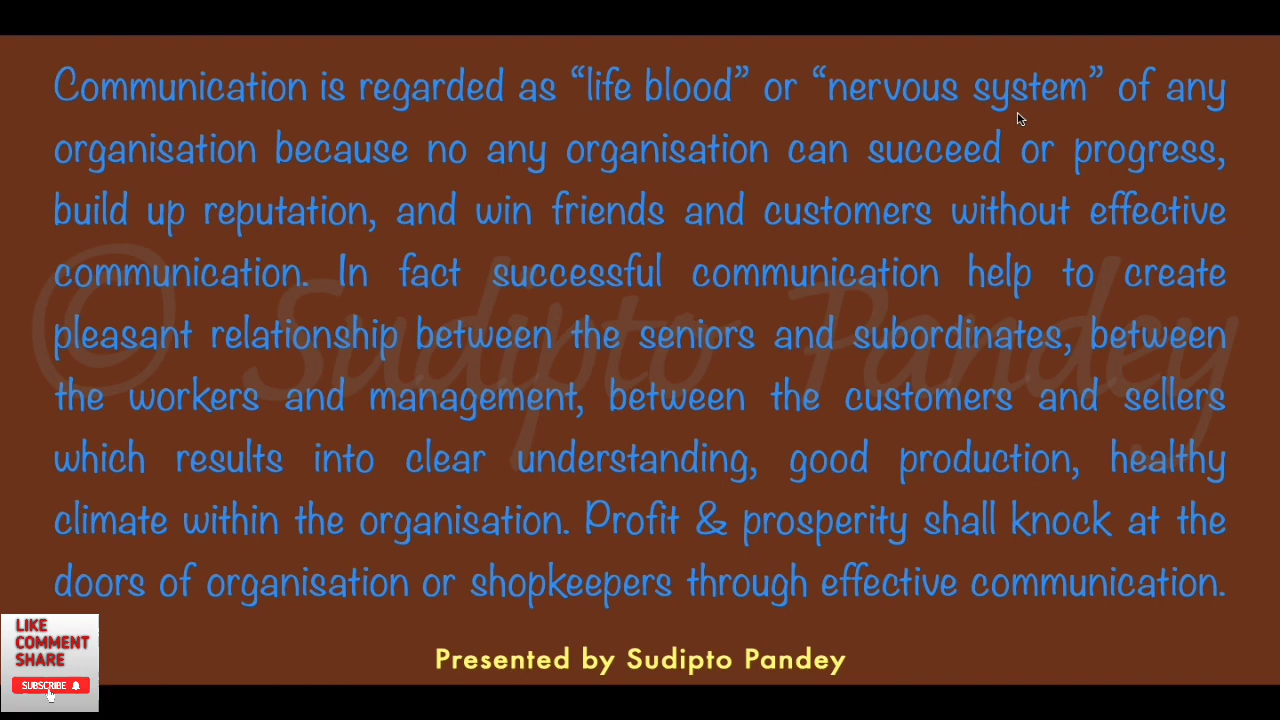 Communication is regarded as “life blood” or “nervous system” of any
organisation because no any organisation can succeed or progress,
build up reputation, and win friends and customers without effective
communication. In fact successful communication help to create
pleasant relationship between the seniors and subordinates, between
the workers and management, between the customers and sellers
which results into clear understanding, good production, healthy
climate within the organisation. Profit & prosperity shall knock at the
doors of organisation or shopkeepers through effective communication.
© Sudipto Pandey
LIKE
COMMENT
SHARE
SUBSCRIBE
Presented by Sudipto Pandey